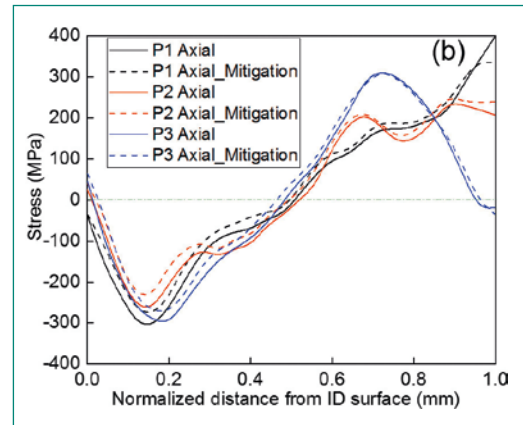 (b)
P1 Axial
P1 Axial_Mitigation
P2 Axial
P2 Axial_Mitigation
P3 Axial
P3 Axial_Mitigation
400
300
200
100
0
-100
-200
-300
-400
Stress (MPa)
0.0 0.2 0.4 0.6 0.8 1.0
Normalized distance from ID surface (mm)